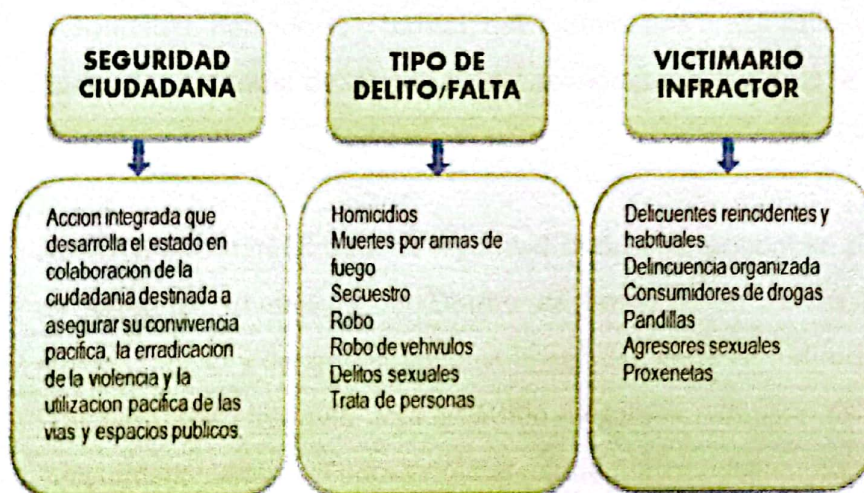 SEGURIDAD
CIUDADANA
Accion integrada que
desarrolla el estado en
colaboracion de la
ciudadania destinada a
asegurar su convivencia
pacifica, la erradicacion
de la violencia y la
utilizacion pacifica de las
vias y espacios publicos.
TIPO DE
DELITO/FALTA
Homicidios
Muertes por armas de
fuego
Secuestro
Robo
Robo de vehivulos
Delitos sexuales
Trata de personas
VICTIMARIO
INFRACTOR
Delicuentes reincidentes y
habituales.
Delincuencia organizada
Consumidores de drogas
Pandillas
Agresores sexuales
Proxenetas